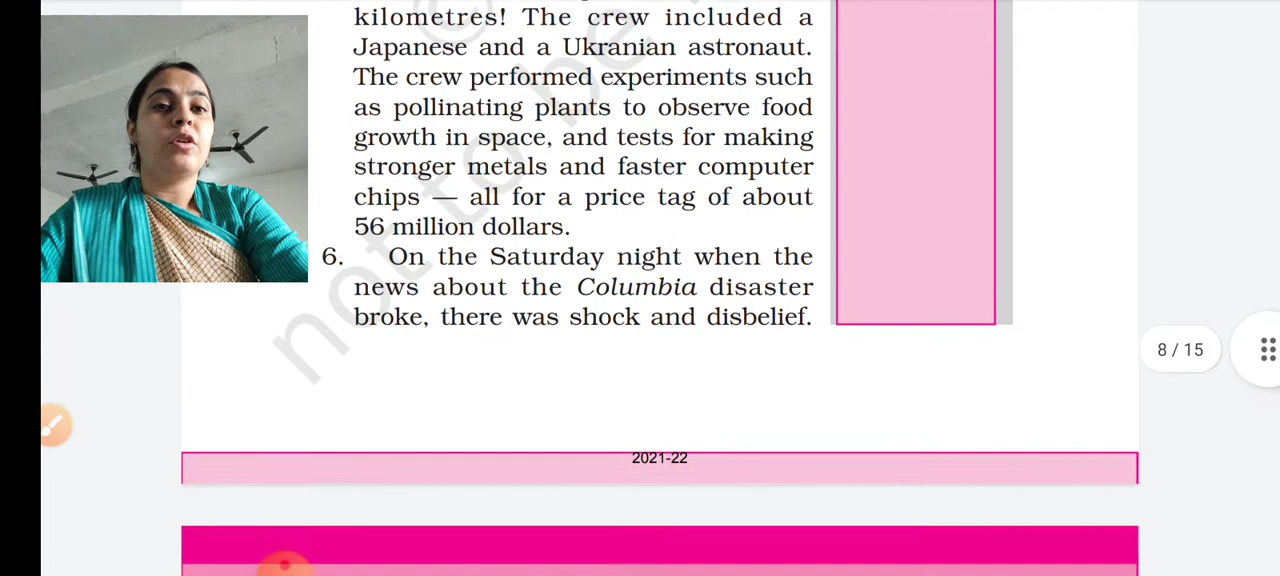 kilometres! The crew included a
Japanese and a Ukranian astronaut.
The crew performed experiments such
as pollinating plants to observe food
growth in space, and tests for making
stronger metals and faster computer
chips — all for a price tag of about
56 million dollars.
6. On the Saturday night when the
news about the Columbia disaster
broke, there was shock and disbelief.
8 / 15
2021-22
not to be
©